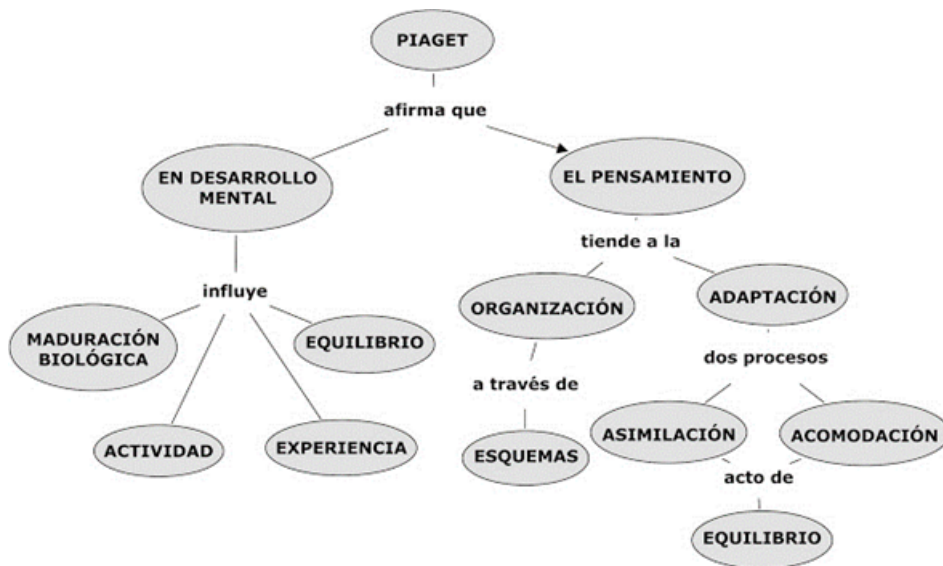 PIAGET
afirma que
EN DESARROLLO
MENTAL
EL PENSAMIENTO
influye
tiende a la
MADURACIÓN
BIOLÓGICA
EQUILIBRIO
ACTIVIDAD
EXPERIENCIA
ORGANIZACIÓN
ADAPTACIÓN
a través de
dos procesos
ESQUEMAS
ASIMILACIÓN
ACOMODACIÓN
acto de
EQUILIBRIO